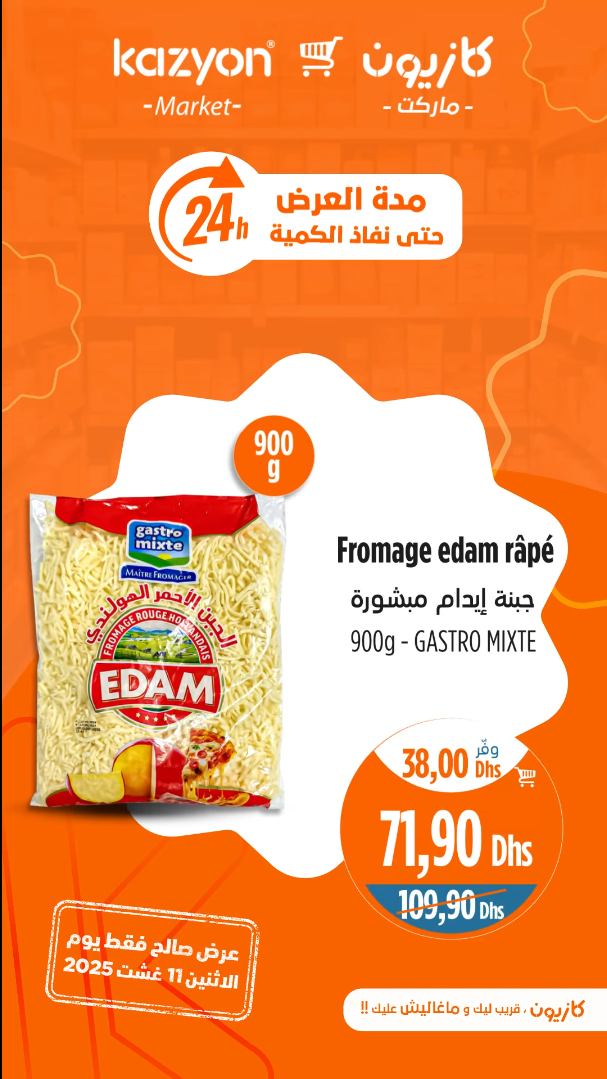 kazyon® كازيون
-Market- - ماركت -
24h
مدة العرض
حتى نفاذ الكمية
900
g
gastro
mixte
MAÎTRE FROMAGER
الجبن الأحمر الهولندي
FROMAGE ROUGE HOLLANDAIS
EDAM
Fromage edam râpé
جبنة إيدام مبشورة
900g - GASTRO MIXTE
وفّر
38,00 Dhs
71,90 Dhs
109,90 Dhs
عرض صالح فقط يوم
الاثنين 11 غشت 2025
كازيون ، قريب ليك و ماغاليش عليك !!